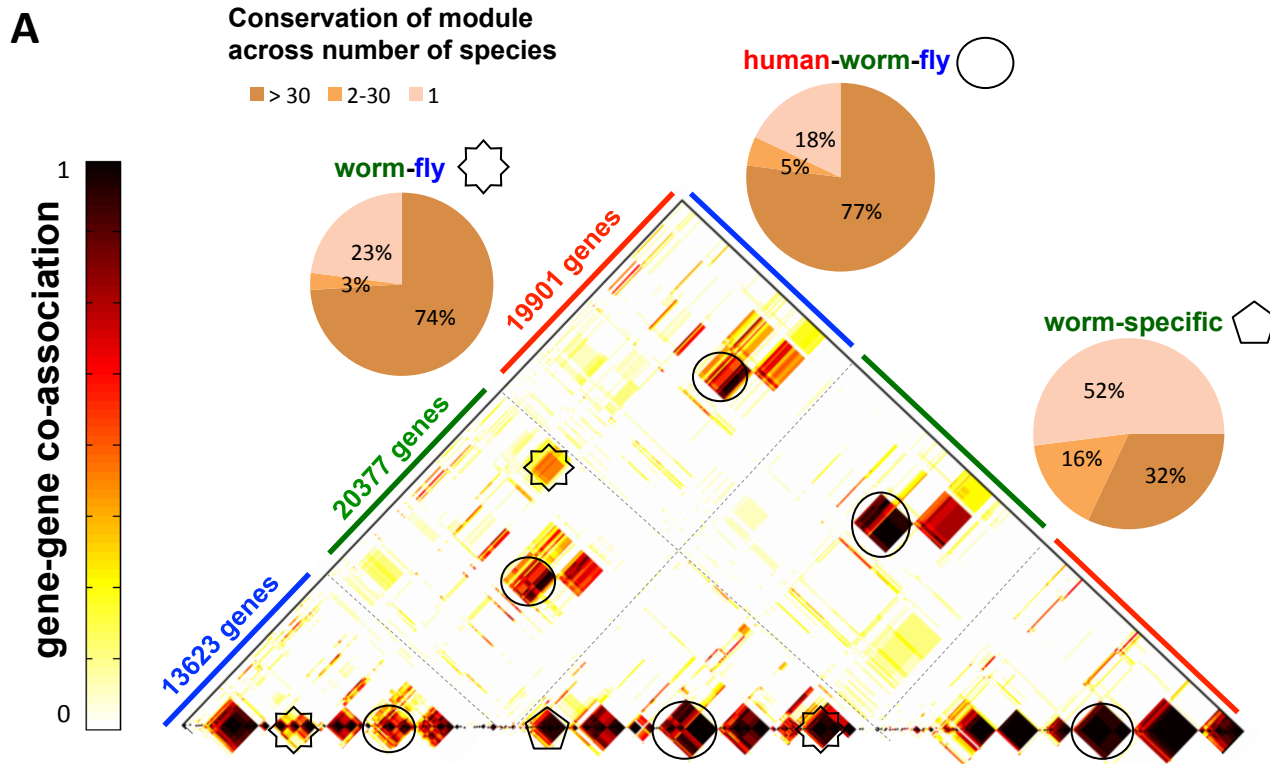 A
Conservation of module
across number of species
> 30 2-30 1
human-worm-fly
18%
5%
77%
worm-fly
23%
3%
74%
worm-specific
52%
16%
32%
1
gene-gene co-association
0
19901 genes
20377 genes
13623 genes